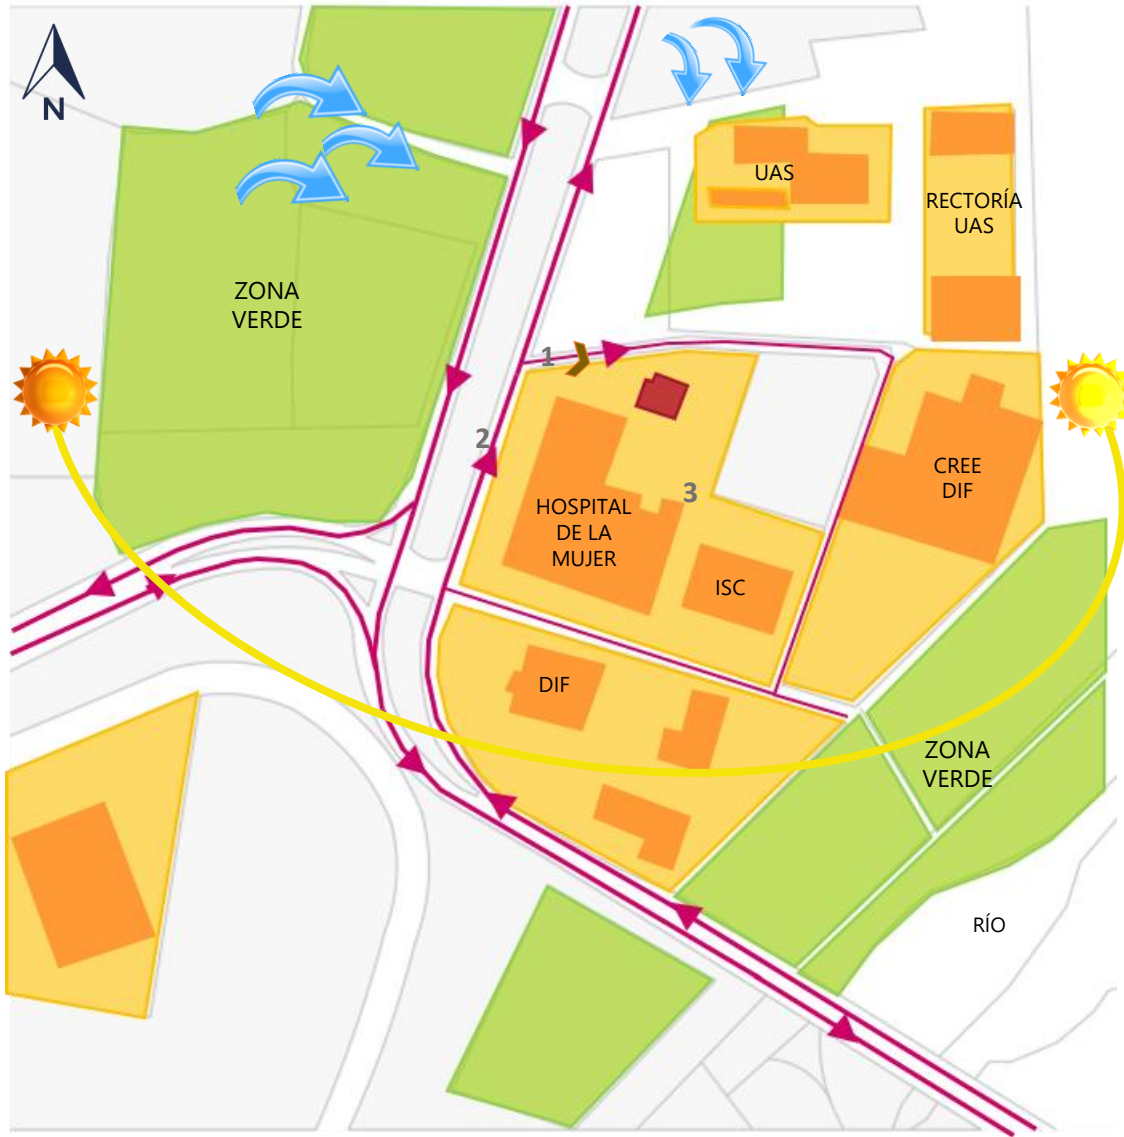 N
UAS
RECTORÍA
UAS
ZONA
VERDE
1
2
3
CREE
DIF
HOSPITAL
DE LA
MUJER
ISC
DIF
ZONA
VERDE
RÍO